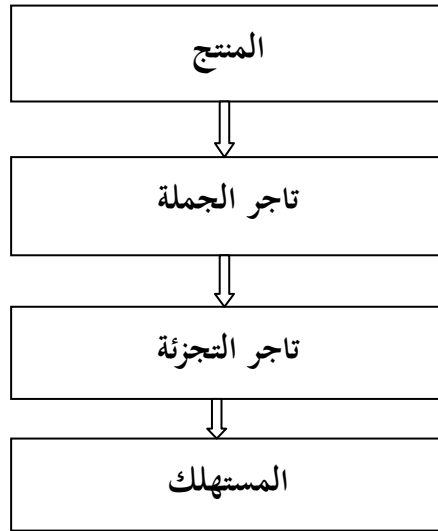 المنتج
تاجر الجملة
تاجر التجزئة
المستهلك